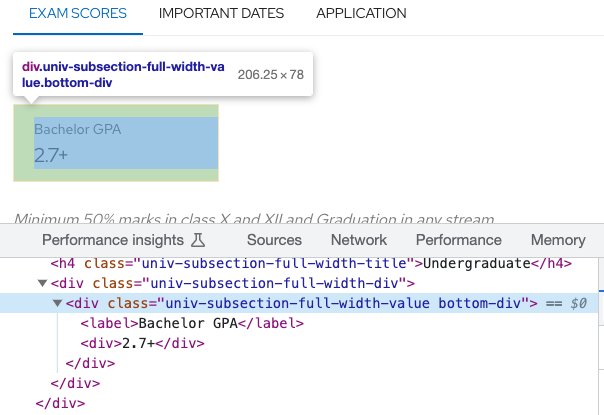 EXAM SCORES IMPORTANT DATES APPLICATION
div.univ-subsection-full-width-va
lue.bottom-div
206.25 × 78
Bachelor GPA
2.7+
Minimum 50% marks in class X and XII and Graduation in any stream
Performance insights Sources Network Performance Memory
<h4 class="univ-subsection-full-width-title">Undergraduate</h4>
▼<div class="univ-subsection-full-width-div">
▼<div class="univ-subsection-full-width-value bottom-div"> == $0
<label>Bachelor GPA</label>
<div>2.7+</div>
</div>
</div>
</div>